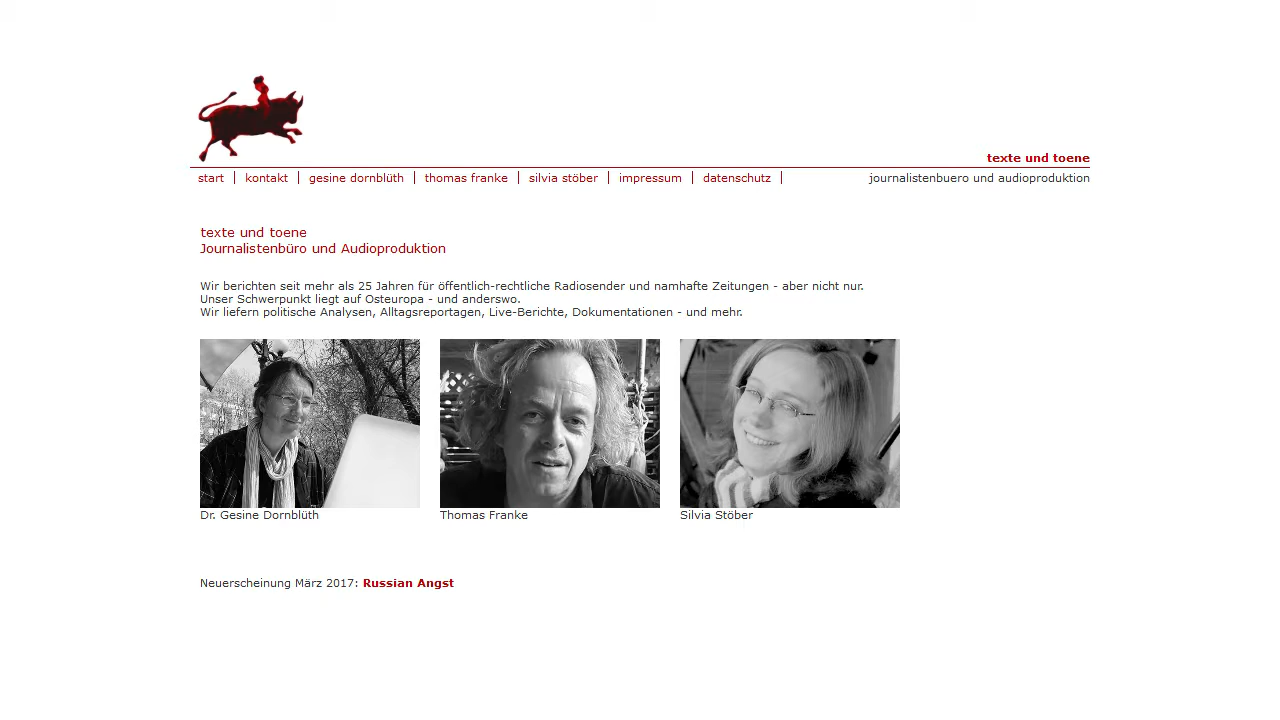 texte und toene
start
kontakt
gesine dornblüth
thomas franke
silvia stöber
impressum
datenschutz
journalistenbuero und audioproduktion
texte und toene
Journalistenbüro und Audioproduktion
Wir berichten seit mehr als 25 Jahren für öffentlich-rechtliche Radiosender und namhafte Zeitungen - aber nicht nur.
Unser Schwerpunkt liegt auf Osteuropa - und anderswo.
Wir liefern politische Analysen, Alltagsreportagen, Live-Berichte, Dokumentationen - und mehr.
Dr. Gesine Dornblüth
Thomas Franke
Silvia Stöber
Neuerscheinung März 2017: Russian Angst